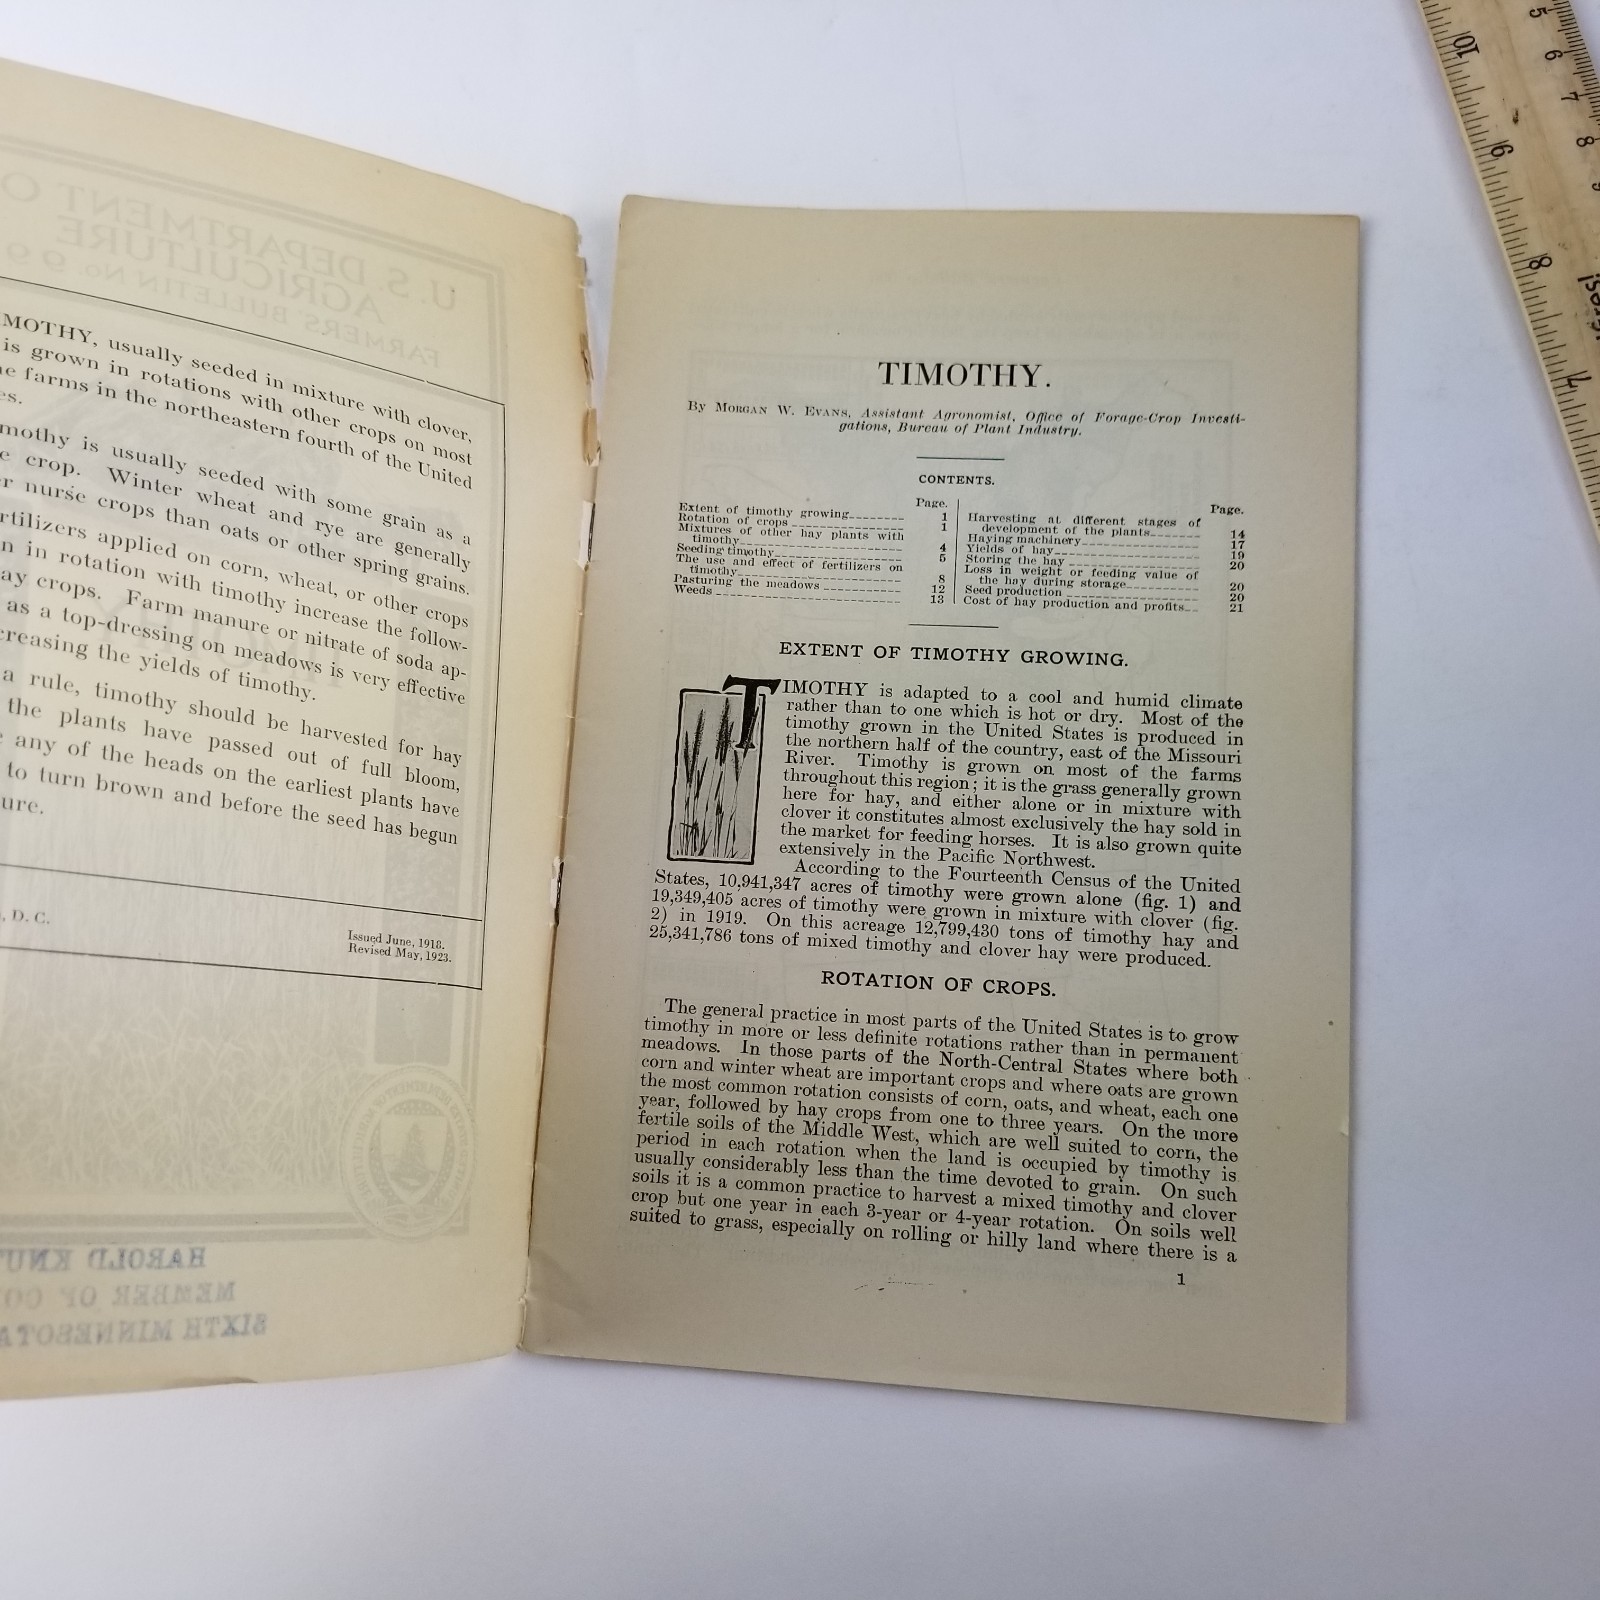 IMOTHY, usually seeded in mixture with clover,
is grown in rotations with other crops on most
farms in the northeastern fourth of the United
es.
mothy is usually seeded with some grain as a
e crop. Winter wheat and rye are generally
er nurse crops than oats or other spring grains.
rtilizers applied on corn, wheat, or other crops
n in rotation with timothy increase the follow-
ay crops. Farm manure or nitrate of soda ap-
as a top-dressing on meadows is very effective
creasing the yields of timothy.
a rule, timothy should be harvested for hay
the plants have passed out of full bloom,
e any of the heads on the earliest plants have
to turn brown and before the seed has begun
ure.
, D. C.
Issued June, 1918.
Revised May, 1923.
U. S. DEPARTMENT O
AGRICULTURE
FARMERS' BULLETIN No. 99
HAROLD KNUT
MEMBER OF CO
SIXTH MINNESOTA
TIMOTHY.
By Morgan W. Evans, Assistant Agronomist, Office of Forage-Crop Investi-
gations, Bureau of Plant Industry.
CONTENTS.
Page.
Extent of timothy growing 1
Rotation of crops 1
Mixtures of other hay plants with
timothy 4
Seeding timothy 5
The use and effect of fertilizers on
timothy 8
Pasturing the meadows 12
Weeds 13
Page.
Harvesting at different stages of
development of the plants 14
Haying machinery 17
Yields of hay 19
Storing the hay 20
Loss in weight or feeding value of
the hay during storage 20
Seed production 20
Cost of hay production and profits 21
EXTENT OF TIMOTHY GROWING.
TIMOTHY is adapted to a cool and humid climate
rather than to one which is hot or dry. Most of the
timothy grown in the United States is produced in
the northern half of the country, east of the Missouri
River. Timothy is grown on most of the farms
throughout this region; it is the grass generally grown
here for hay, and either alone or in mixture with
clover it constitutes almost exclusively the hay sold in
the market for feeding horses. It is also grown quite
extensively in the Pacific Northwest.
According to the Fourteenth Census of the United
States, 10,941,347 acres of timothy were grown alone (fig. 1) and
19,349,405 acres of timothy were grown in mixture with clover (fig.
2) in 1919. On this acreage 12,799,430 tons of timothy hay and
25,341,786 tons of mixed timothy and clover hay were produced.
ROTATION OF CROPS.
The general practice in most parts of the United States is to grow
timothy in more or less definite rotations rather than in permanent
meadows. In those parts of the North-Central States where both
corn and winter wheat are important crops and where oats are grown
the most common rotation consists of corn, oats, and wheat, each one
year, followed by hay crops from one to three years. On the more
fertile soils of the Middle West, which are well suited to corn, the
period in each rotation when the land is occupied by timothy is
usually considerably less than the time devoted to grain. On such
soils it is a common practice to harvest a mixed timothy and clover
crop but one year in each 3-year or 4-year rotation. On soils well
suited to grass, especially on rolling or hilly land where there is a
1
5 6 7 8 9
10 9 8 7